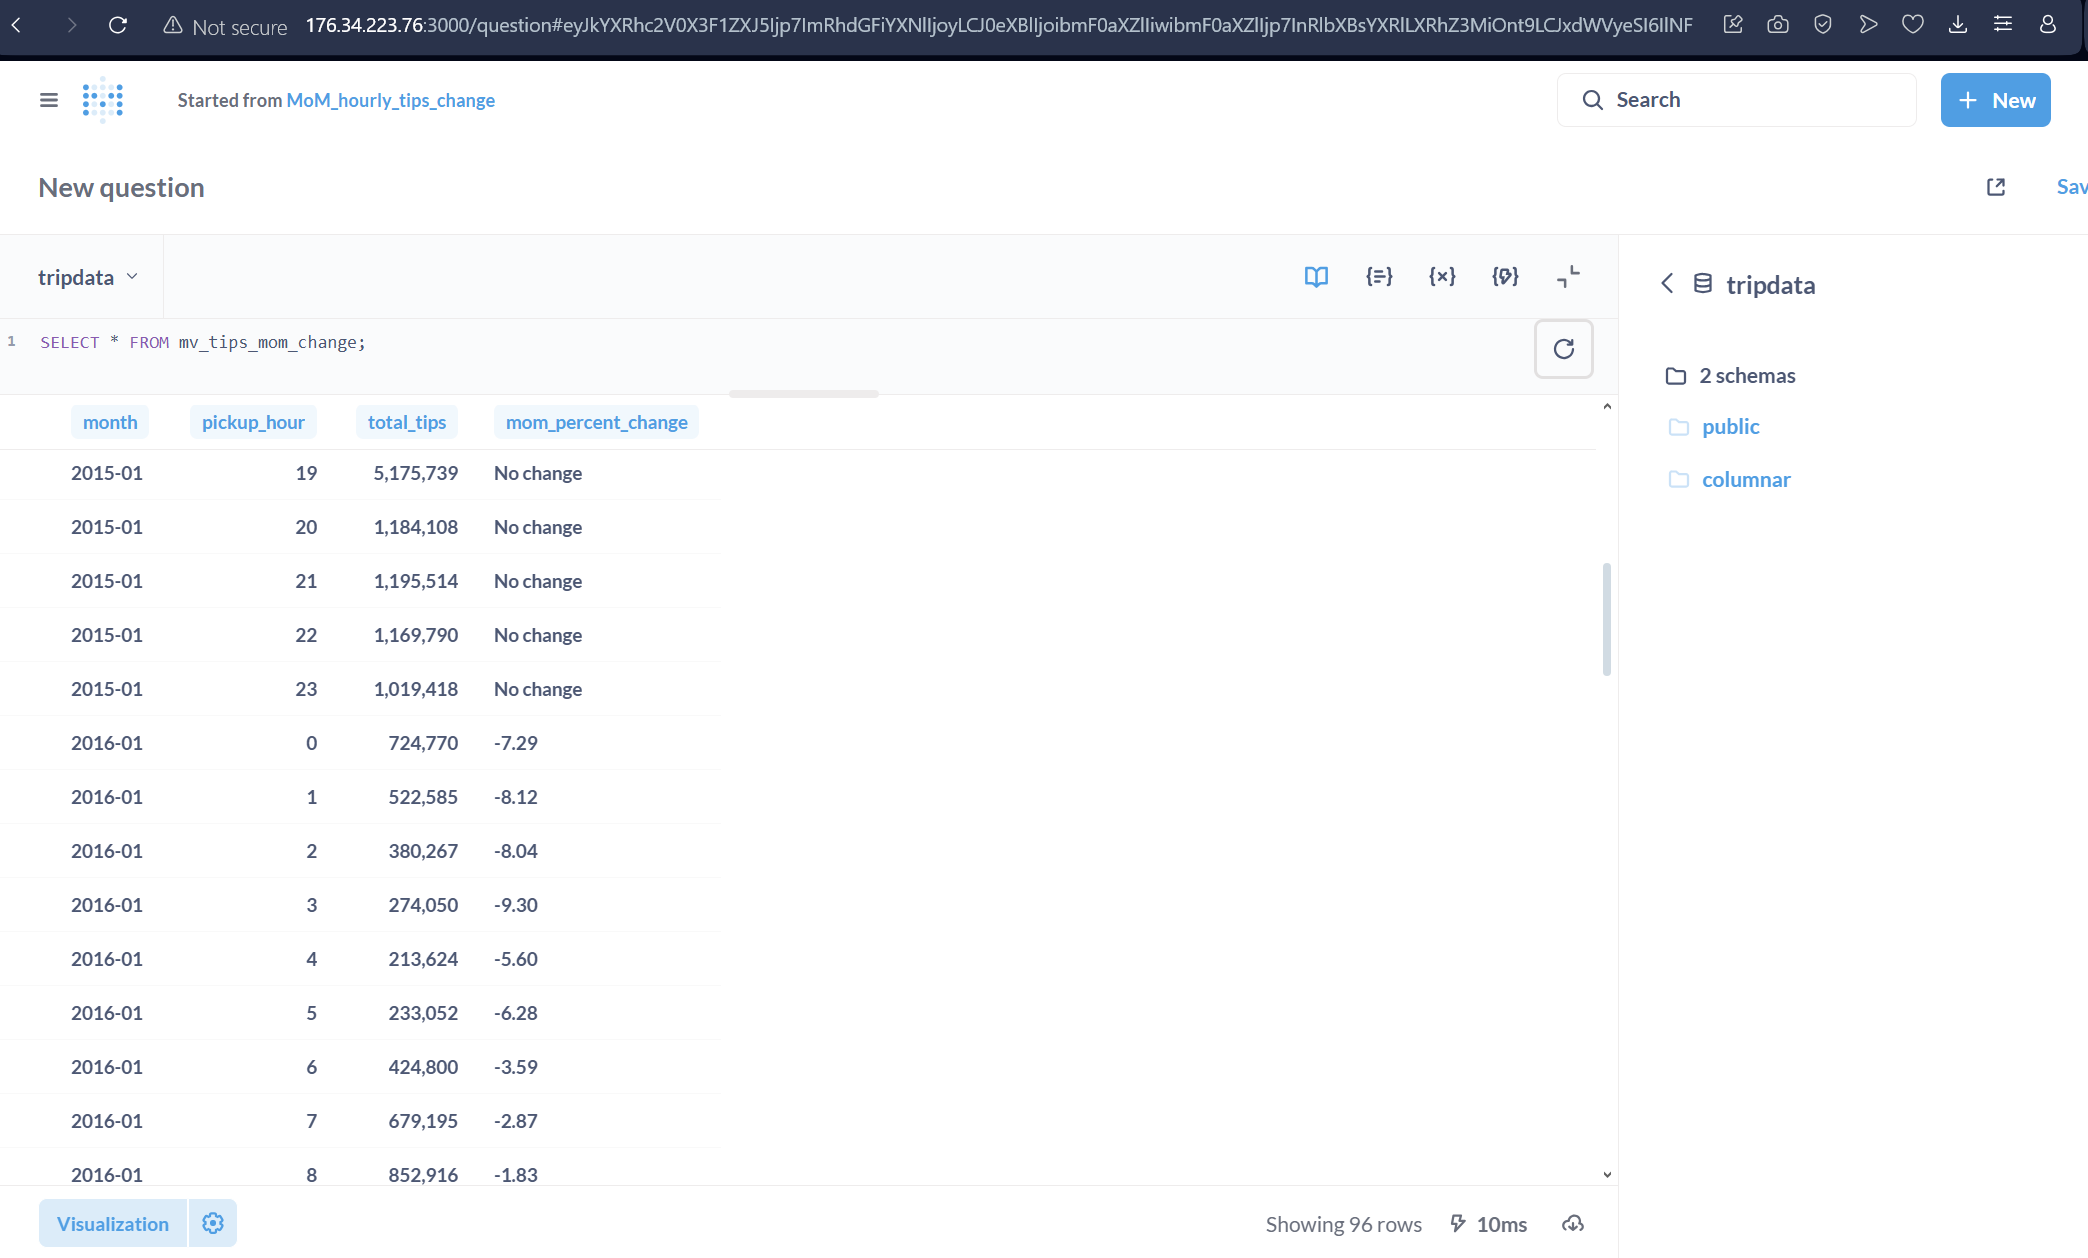 Not secure 176.34.223.76:3000/question#eyJkYXRhc2V0X3F1ZXJ5Ijp7ImRhdGFiYXNlIjoyLCJ0eXBlIjoibmF0aXZlIiwibmF0aXZlIjp7InRlbXBsYXRlLXRhZ3MiOnt9LCJxdWVyeSI6IlNF
Started from MoM_hourly_tips_change
Search
New
New question
Sav
tripdata
tripdata
1 SELECT * FROM mv_tips_mom_change;
2 schemas
public
columnar
month pickup_hour total_tips mom_percent_change
2015-01 19 5,175,739 No change
2015-01 20 1,184,108 No change
2015-01 21 1,195,514 No change
2015-01 22 1,169,790 No change
2015-01 23 1,019,418 No change
2016-01 0 724,770 -7.29
2016-01 1 522,585 -8.12
2016-01 2 380,267 -8.04
2016-01 3 274,050 -9.30
2016-01 4 213,624 -5.60
2016-01 5 233,052 -6.28
2016-01 6 424,800 -3.59
2016-01 7 679,195 -2.87
2016-01 8 852,916 -1.83
Visualization
Showing 96 rows 10ms